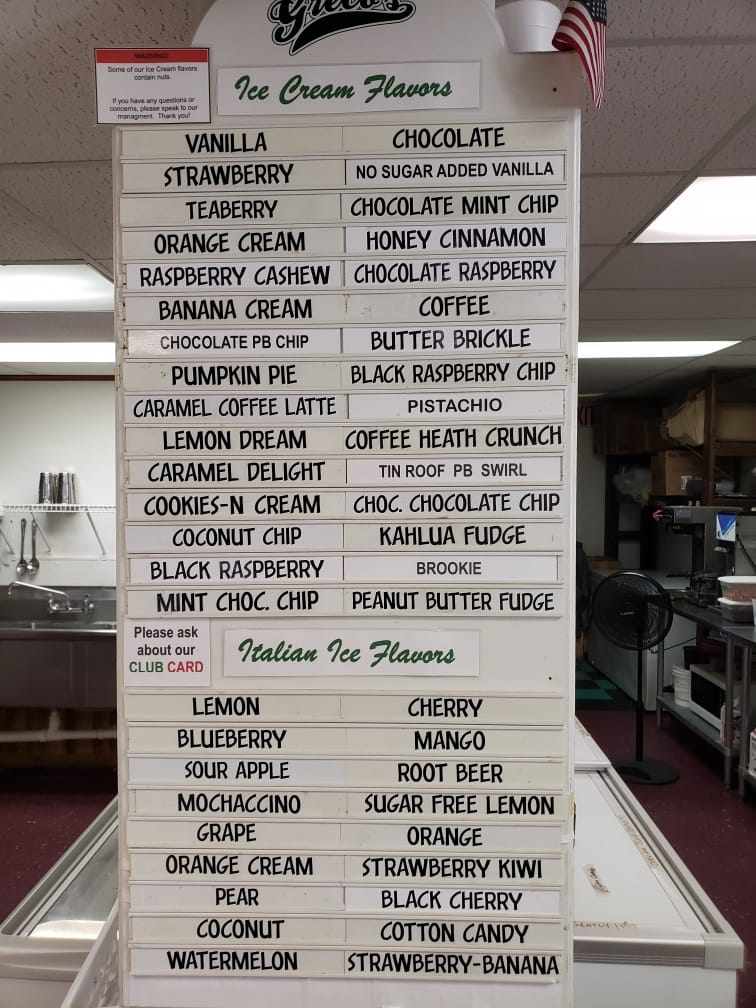 Greco's
WARNING!
Some of our Ice Cream flavors
contain nuts.
If you have any questions or
concerns, please speak to our
managment. Thank you!
Ice Cream Flavors
VANILLA CHOCOLATE
STRAWBERRY NO SUGAR ADDED VANILLA
TEABERRY CHOCOLATE MINT CHIP
ORANGE CREAM HONEY CINNAMON
RASPBERRY CASHEW CHOCOLATE RASPBERRY
BANANA CREAM COFFEE
CHOCOLATE PB CHIP BUTTER BRICKLE
PUMPKIN PIE BLACK RASPBERRY CHIP
CARAMEL COFFEE LATTE PISTACHIO
LEMON DREAM COFFEE HEATH CRUNCH
CARAMEL DELIGHT TIN ROOF PB SWIRL
COOKIES-N CREAM CHOC. CHOCOLATE CHIP
COCONUT CHIP KAHLUA FUDGE
BLACK RASPBERRY BROOKIE
MINT CHOC. CHIP PEANUT BUTTER FUDGE
Please ask
about our
CLUB CARD
Italian Ice Flavors
LEMON CHERRY
BLUEBERRY MANGO
SOUR APPLE ROOT BEER
MOCHACCINO SUGAR FREE LEMON
GRAPE ORANGE
ORANGE CREAM STRAWBERRY KIWI
PEAR BLACK CHERRY
COCONUT COTTON CANDY
WATERMELON STRAWBERRY-BANANA